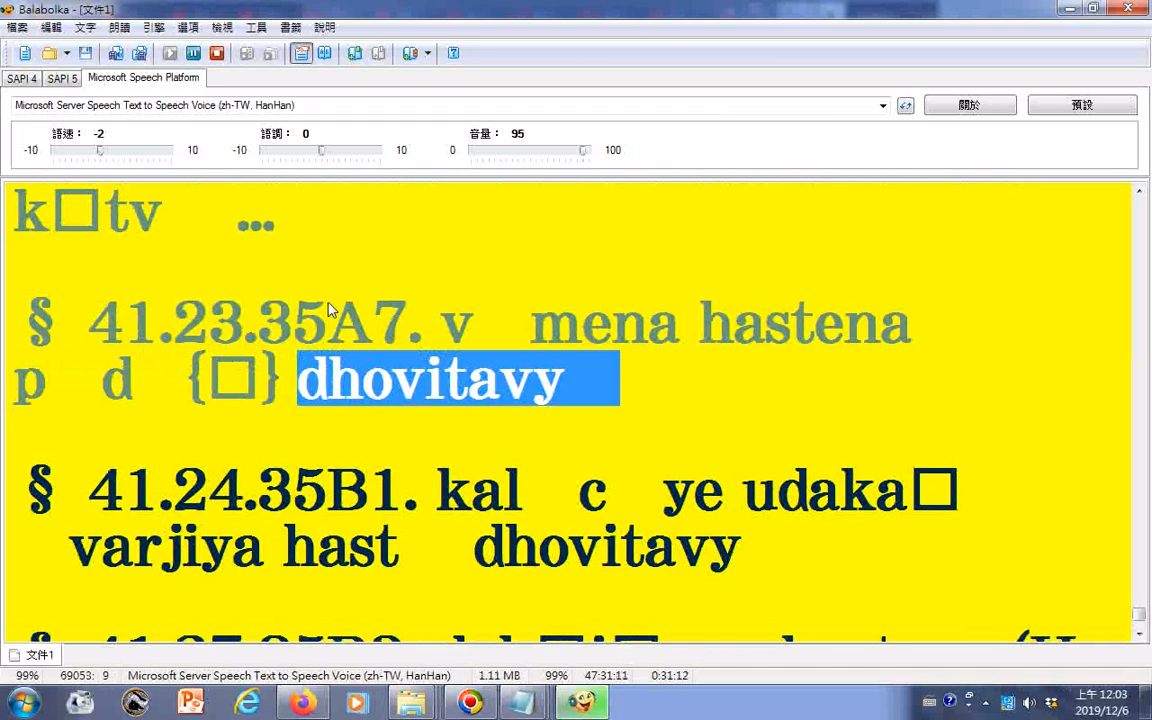 Balabolka - [文件1]
檔案 編輯 文字 朗讀 引擎 選項 檢視 工具 書籤 說明
SAPI 4 SAPI 5 Microsoft Speech Platform
Microsoft Server Speech Text to Speech Voice (zh-TW, HanHan) 關於 預設
語速： -2 語調： 0 音量： 95
-10 10 -10 10 0 100
k□tv ...
§ 41.23.35A7. v mena hastena
p d {□} dhovitavy
§ 41.24.35B1. kal c ye udaka□
varjiya hast dhovitavy
文件1
99% 69053: 9 Microsoft Server Speech Text to Speech Voice (zh-TW, HanHan) 1.11 MB 99% 47:31:11 0:31:12
上午 12:03
2019/12/6